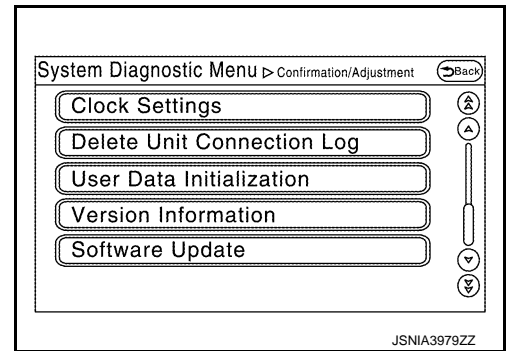 System Diagnostic Menu ▷ Confirmation/Adjustment Back
Clock Settings
Delete Unit Connection Log
User Data Initialization
Version Information
Software Update
JSNIA3979ZZ